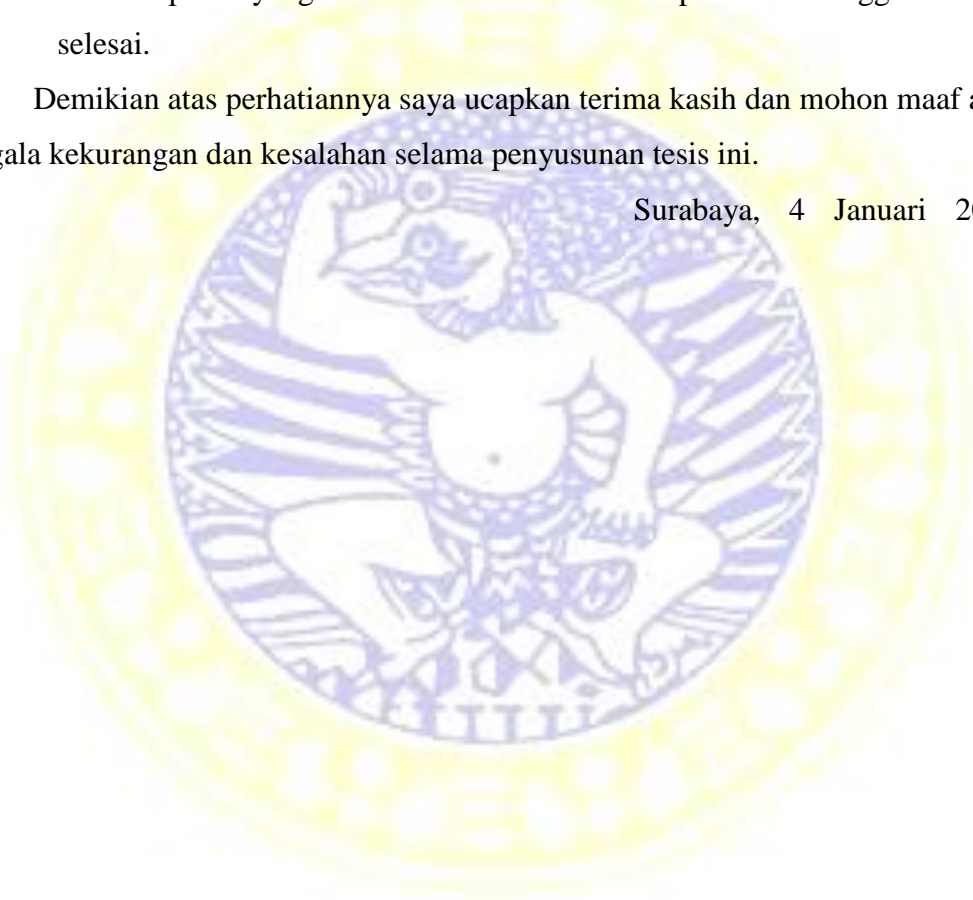 selesai.
Demikian atas perhatiannya saya ucapkan terima kasih dan mohon maaf
kekurangan dan kesalahan selama penyusunan tesis ini.
Surabaya, 4 Januari